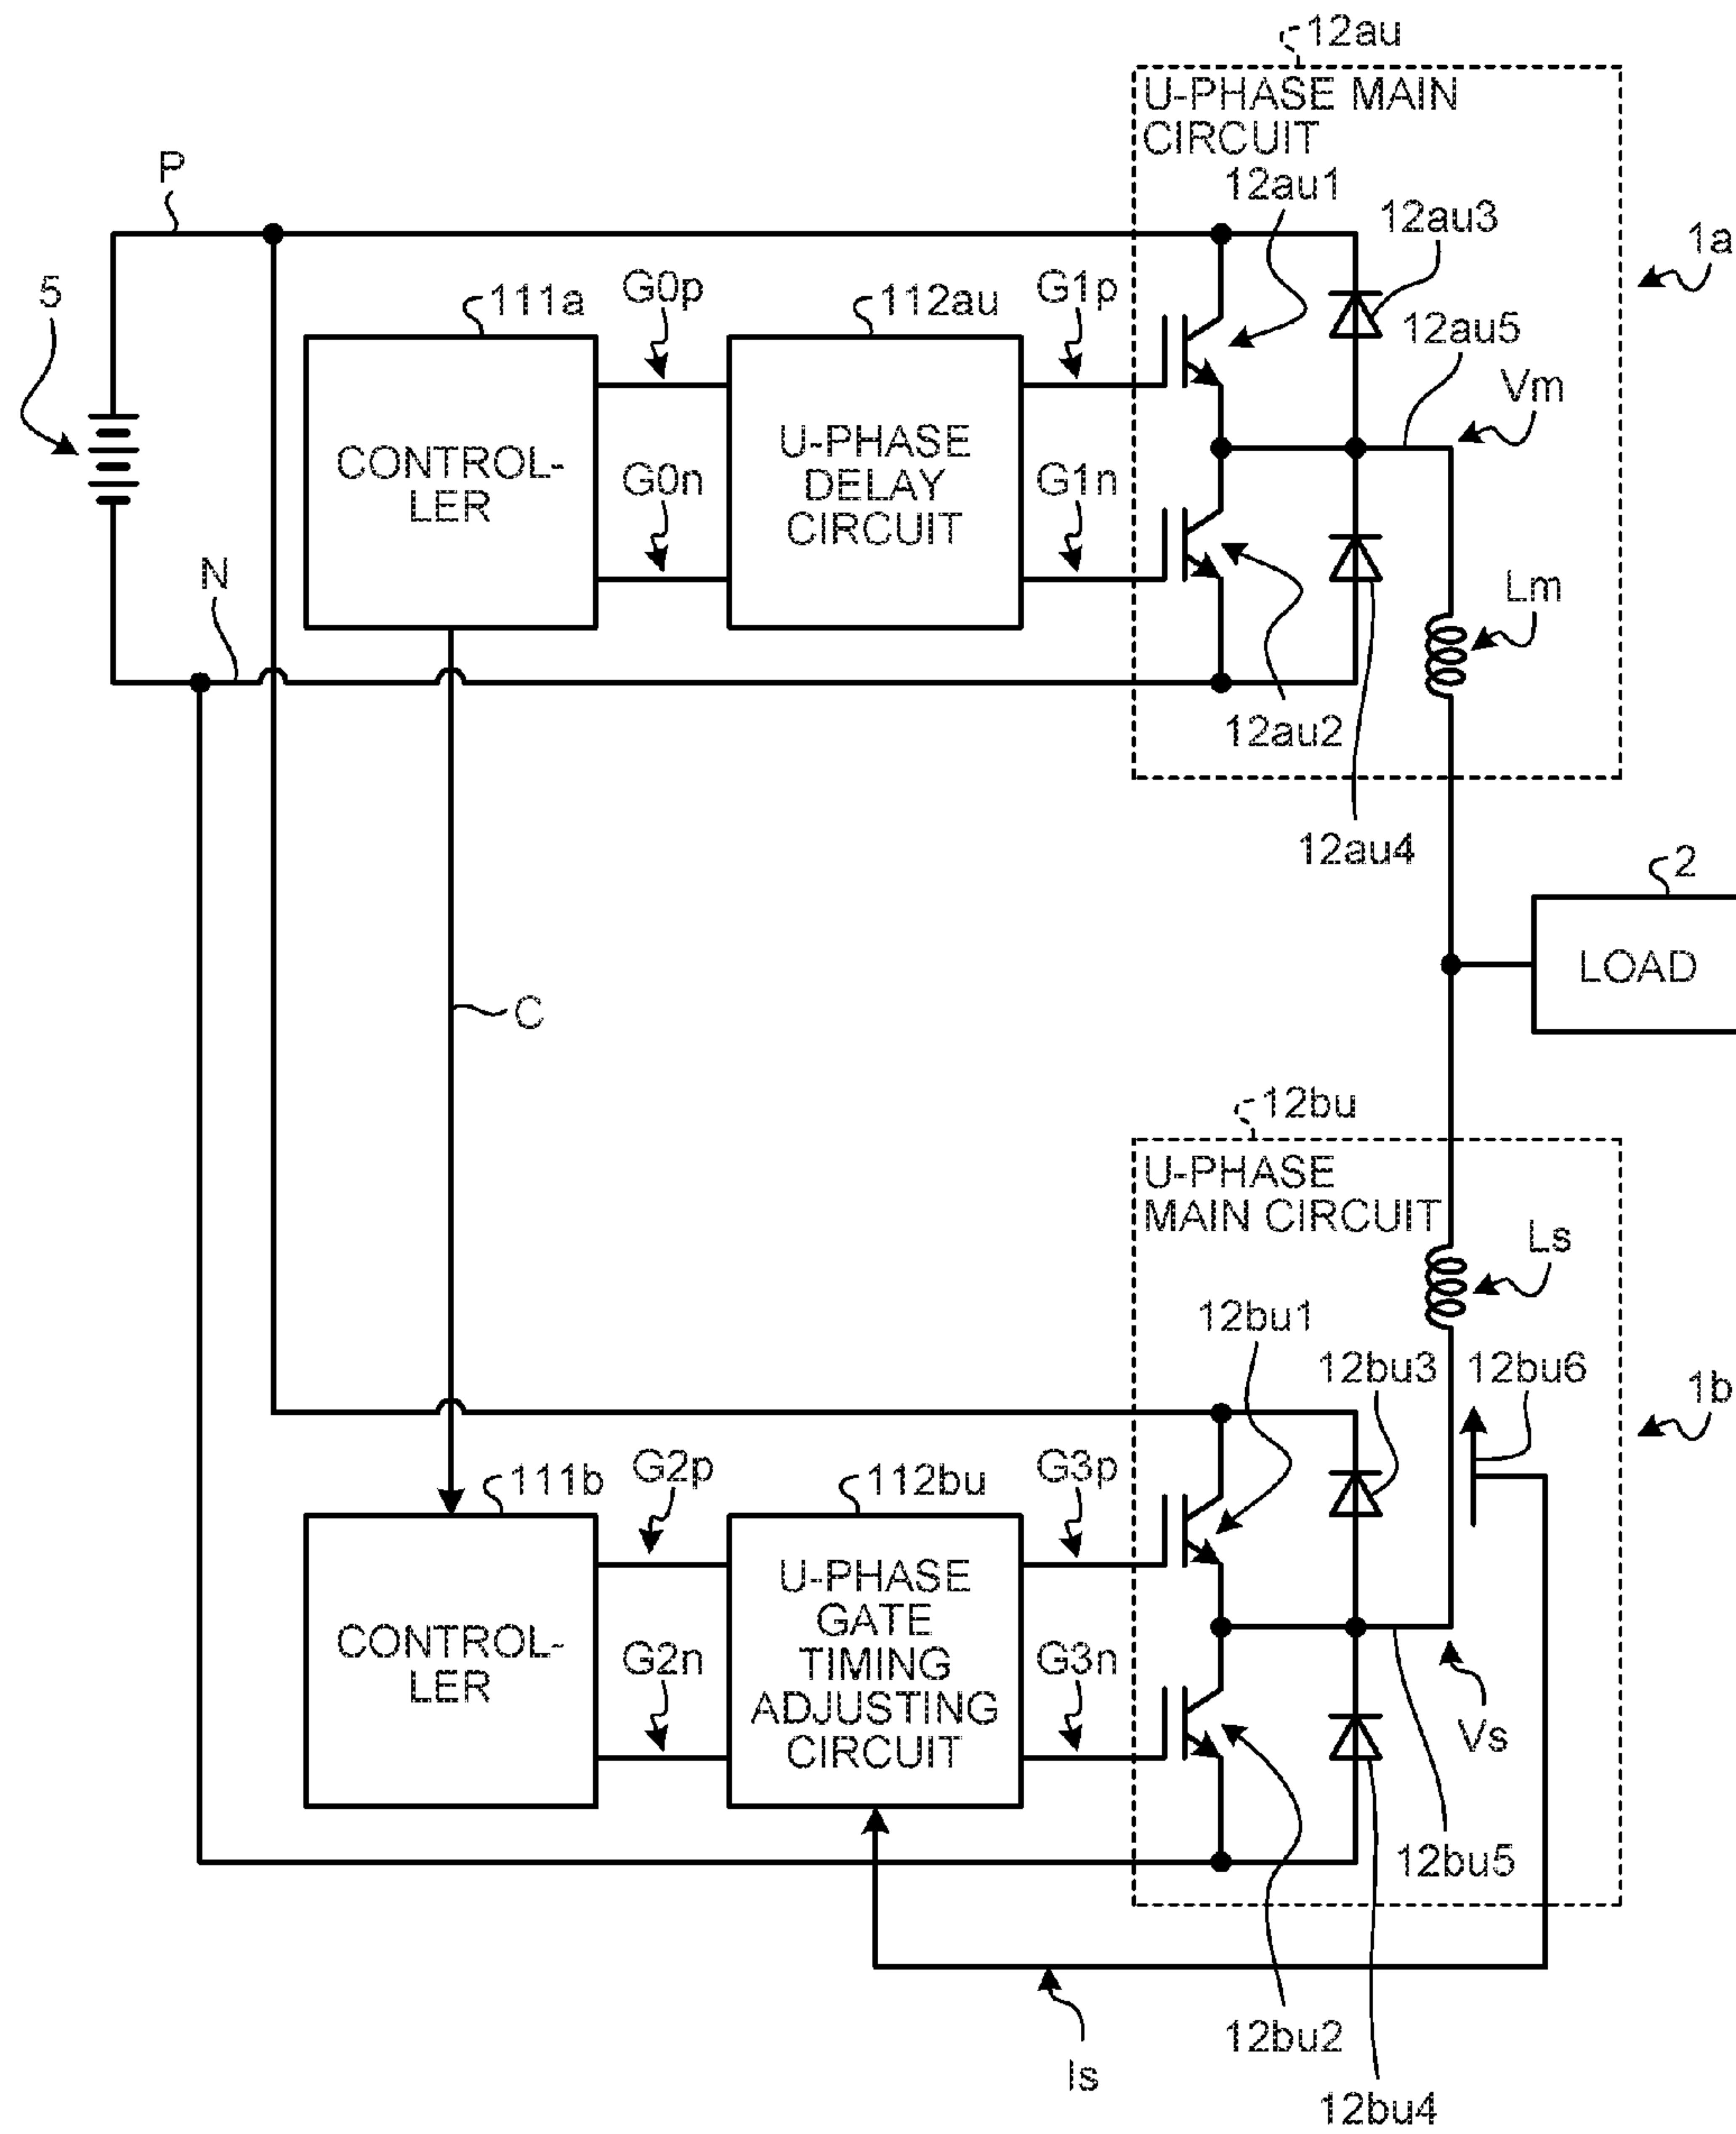 12au
U-PHASE MAIN
CIRCUIT
P
12au1
12au3
1a
5
111a
G0p
112au
G1p
12au5
Vm
CONTROL-
LER
G0n
U-PHASE
DELAY
CIRCUIT
G1n
N
Lm
12au2
12au4
2
LOAD
C
12bu
U-PHASE
MAIN CIRCUIT
Ls
12bu1
12bu3
12bu6
1b
111b
G2p
112bu
G3p
CONTROL-
LER
G2n
U-PHASE
GATE
TIMING
ADJUSTING
CIRCUIT
G3n
Vs
12bu5
12bu2
Is
12bu4